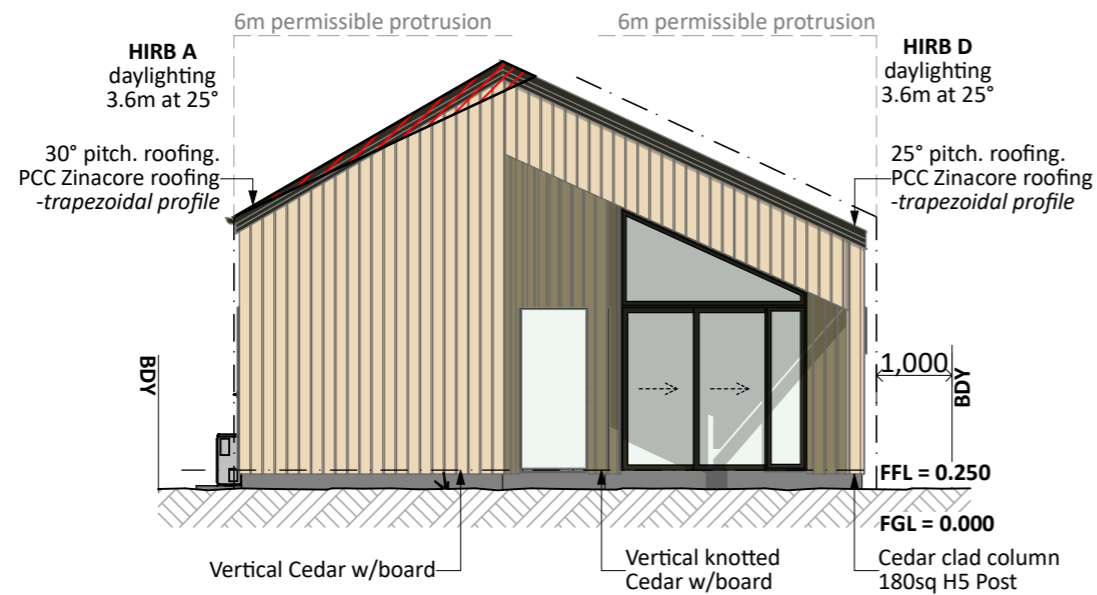 6m permissible protrusion
6m permissible protrusion
HIRB A
daylighting
3.6m at 25°
HIRB D
daylighting
3.6m at 25°
30° pitch. roofing.
PCC Zinacore roofing
-trapezoidal profile
25° pitch. roofing.
PCC Zinacore roofing
-trapezoidal profile
BDY
1,000
BDY
FFL = 0.250
FGL = 0.000
Vertical Cedar w/board
Vertical knotted
Cedar w/board
Cedar clad column
180sq H5 Post